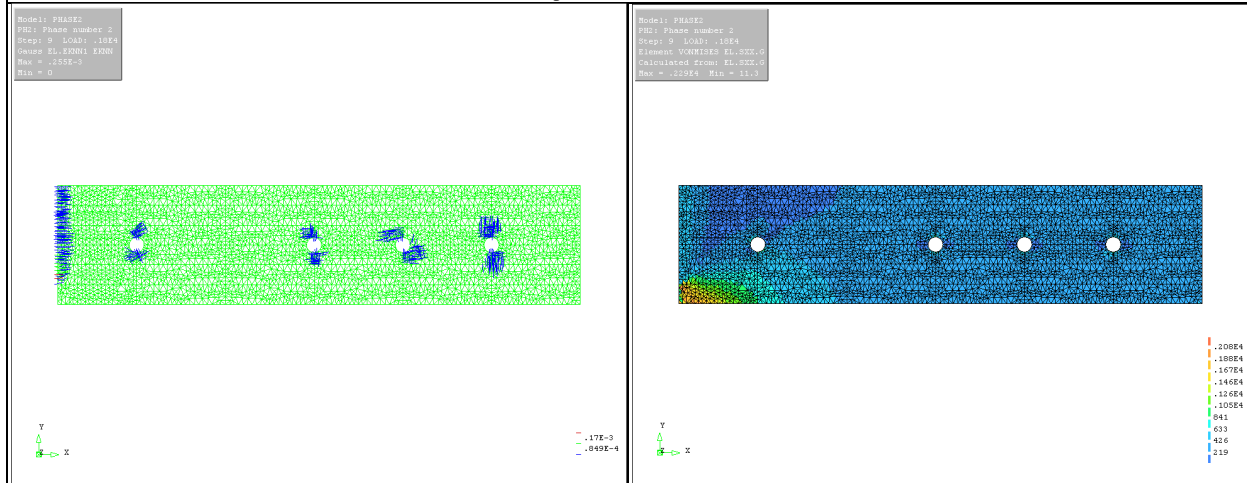 Model: PHASE2
PH2: Phase number 2
Step: 9 LOAD: .18E4
Gauss EL.EKNN1 EKNN
Max = .255E-3
Min = 0
.17E-3
.849E-4
Y
Z X
Model: PHASE2
PH2: Phase number 2
Step: 9 LOAD: .18E4
Element VONMISES EL.SXX.G
Calculated from: EL.SXX.G
Max = .229E4 Min = 11.3
.208E4
.188E4
.167E4
.146E4
.126E4
.105E4
841
633
426
219
Y
Z X